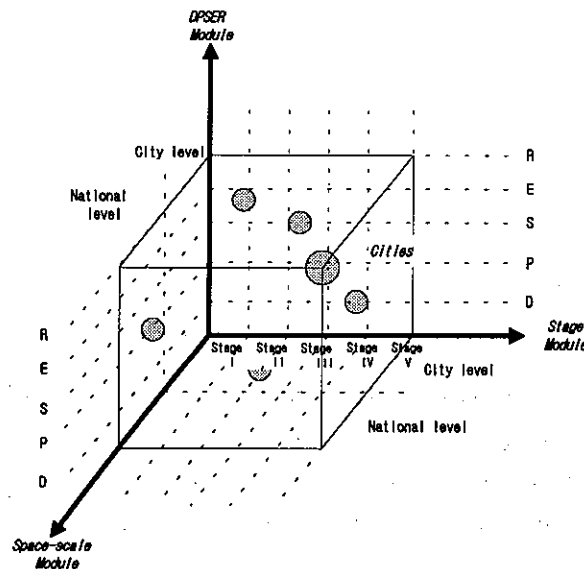 DPSER
Module
City level
National
level
R
E
S
Cities
P
D
R
E
S
P
D
Stage
I
Stage
II
Stage
III
Stage
IV
Stage
V
Stage
Module
City level
National level
Space-scale
Module